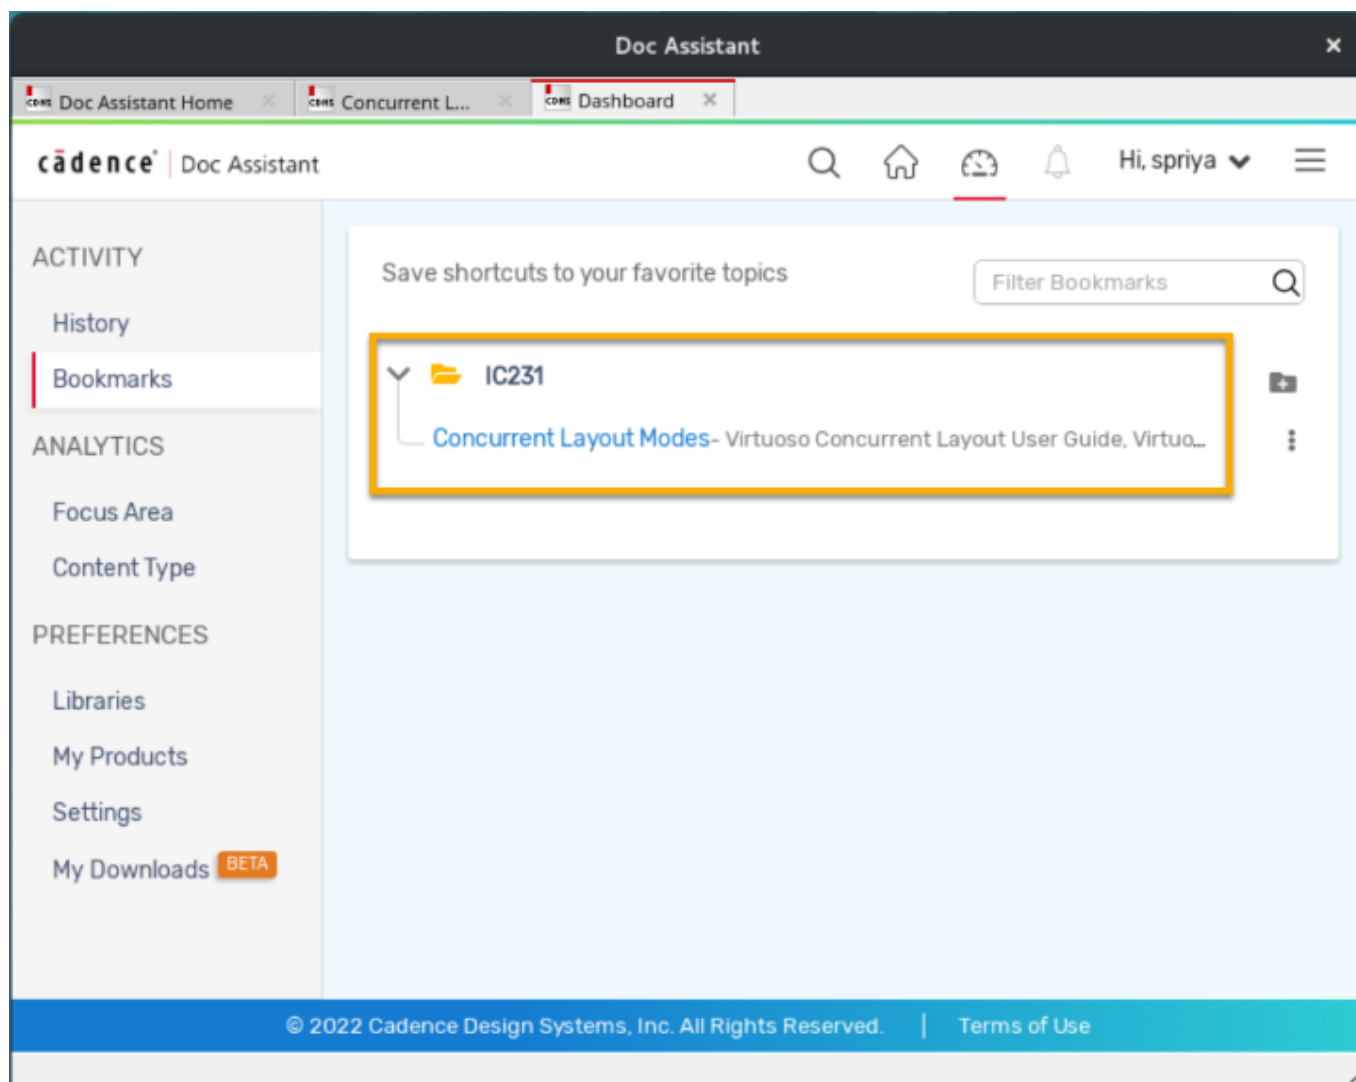 Doc Assistant
Doc Assistant Home
Concurrent L...
Dashboard
cādence | Doc Assistant
Hi, spriya
ACTIVITY
History
Bookmarks
ANALYTICS
Focus Area
Content Type
PREFERENCES
Libraries
My Products
Settings
My Downloads BETA
Save shortcuts to your favorite topics
Filter Bookmarks
IC231
Concurrent Layout Modes- Virtuoso Concurrent Layout User Guide, Virtuo...
© 2022 Cadence Design Systems, Inc. All Rights Reserved. | Terms of Use